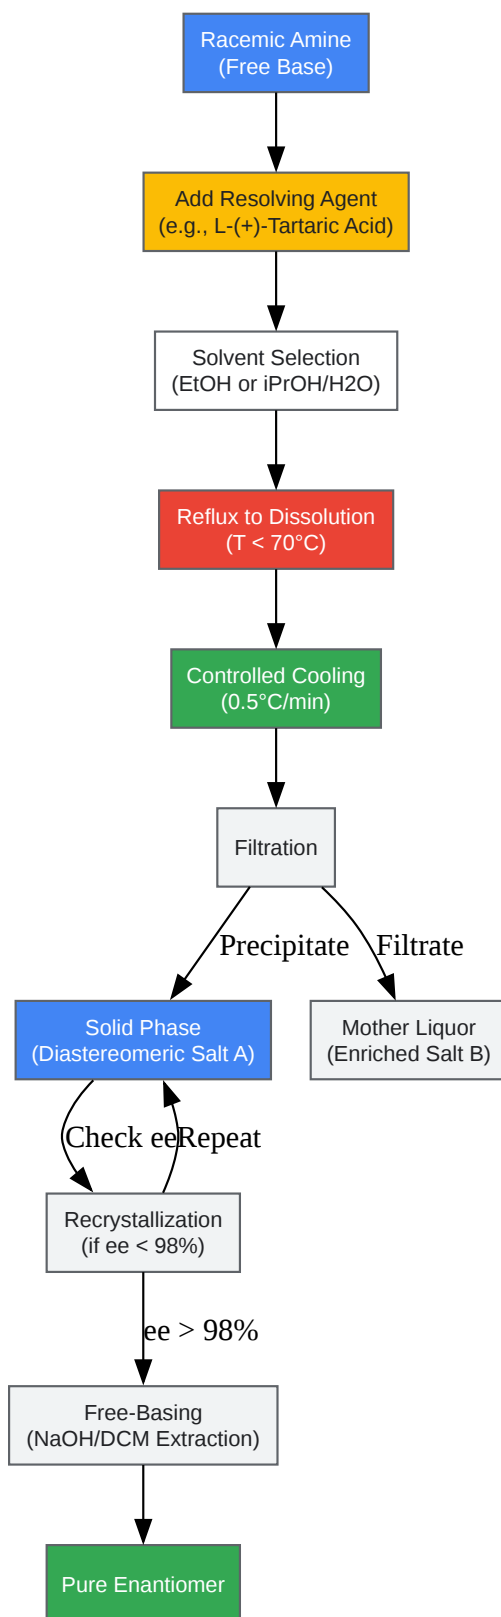 Racemic Amine
(Free Base)
Add Resolving Agent
(e.g., L-(+)-Tartaric Acid)
Solvent Selection
(EtOH or iPrOH/H2O)
Reflux to Dissolution
(T < 70°C)
Controlled Cooling
(0.5°C/min)
Filtration
Precipitate
Filtrate
Solid Phase
(Diastereomeric Salt A)
Mother Liquor
(Enriched Salt B)
Check ee
Repeat
Recrystallization
(if ee < 98%)
ee > 98%
Free-Basing
(NaOH/DCM Extraction)
Pure Enantiomer